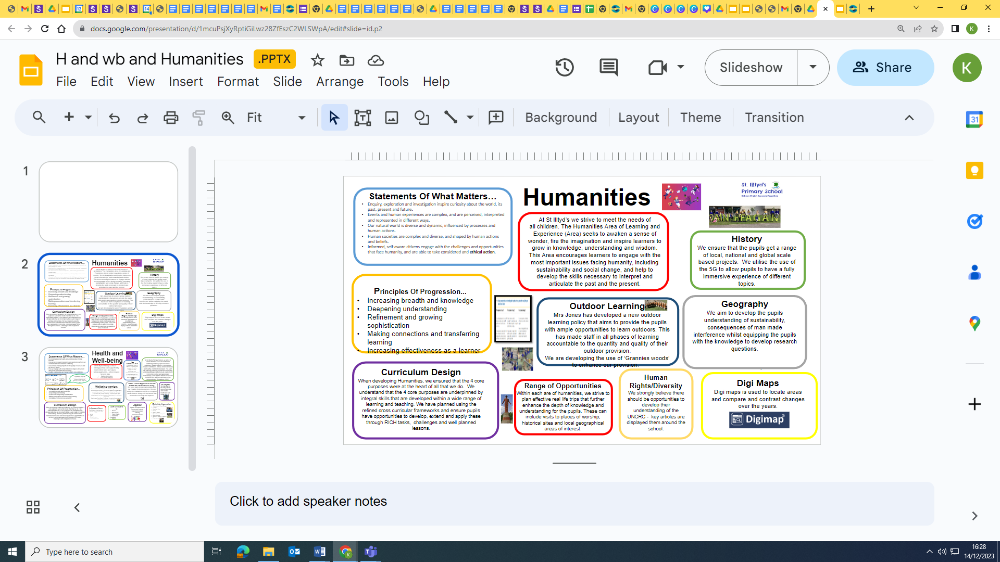 docs.google.com/presentation/d/1mcuPsjXyRptiGiLwz28ZfEszC2WLSWpA/edit#slide=id.p2
K
H and wb and Humanities
.PPTX
File Edit View Insert Format Slide Arrange Tools Help
Slideshow
Share
K
Fit
Background
Layout
Theme
Transition
31
1
2
3
Humanities
Health and
Well-being
Statements Of What Matters…
• Enquiry, exploration and investigation inspire curiosity about the world, its
past, present and future.
• Events and human experiences are complex, and are perceived, interpreted
and represented in different ways.
• Our natural world is diverse and dynamic, influenced by processes and
human actions.
• Human societies are complex and diverse, and shaped by human actions
and beliefs.
• Informed, self-aware citizens engage with the challenges and opportunities
that face humanity, and are able to take considered and ethical action.
Humanities
St. Illtyd's
Primary School
Believe Enrich Succeed Together
At St Illtyd's we strive to meet the needs of
all children. The Humanities Area of Learning and
Experience (Area) seeks to awaken a sense of
wonder, fire the imagination and inspire learners to
grow in knowledge, understanding and wisdom.
This Area encourages learners to engage with the
most important issues facing humanity, including
sustainability and social change, and help to
develop the skills necessary to interpret and
articulate the past and the present.
History
We ensure that the pupils get a range
of local, national and global scale
based projects. We utilise the use of
the 5G to allow pupils to have a fully
immersive experience of different
topics.
Principles Of Progression...
• Increasing breadth and knowledge
• Deepening understanding
• Refinement and growing
sophistication
• Making connections and transferring
learning
• Increasing effectiveness as a learner
Outdoor Learning
Mrs Jones has developed a new outdoor
learning policy that aims to provide the pupils
with ample opportunities to learn outdoors. This
has made staff in all phases of learning
accountable to the quantity and quality of their
outdoor provision.
We are developing the use of 'Grannies woods'
to enhance our provision.
Geography
We aim to develop the pupils
understanding of sustainability,
consequences of man made
interference whilst equipping the pupils
with the knowledge to develop research
questions.
Curriculum Design
When developing Humanities, we ensured that the 4 core
purposes were at the heart of all that we do. We
understand that the 4 core purposes are underpinned by
integral skills that are developed within a wide range of
learning and teaching. We have planned using the
refined cross curricular frameworks and ensure pupils
have opportunities to develop, extend and apply these
through RICH tasks, challenges and well planned
lessons.
Range of Opportunities
Within each are of humanities, we strive to
plan effective real life trips that further
enhance the depth of knowledge and
understanding for the pupils. These can
include visits to places of worship,
historical sites and local geographical
areas of interest.
Human
Rights/Diversity
We strongly believe there
should be opportunities to
develop their
understanding of the
UNCRC - key articles are
displayed them around the
school.
Digi Maps
Digi maps is used to locate areas
and compare and contrast changes
over the years.
Digimap®
Click to add speaker notes
Type here to search
16:28
14/12/2023